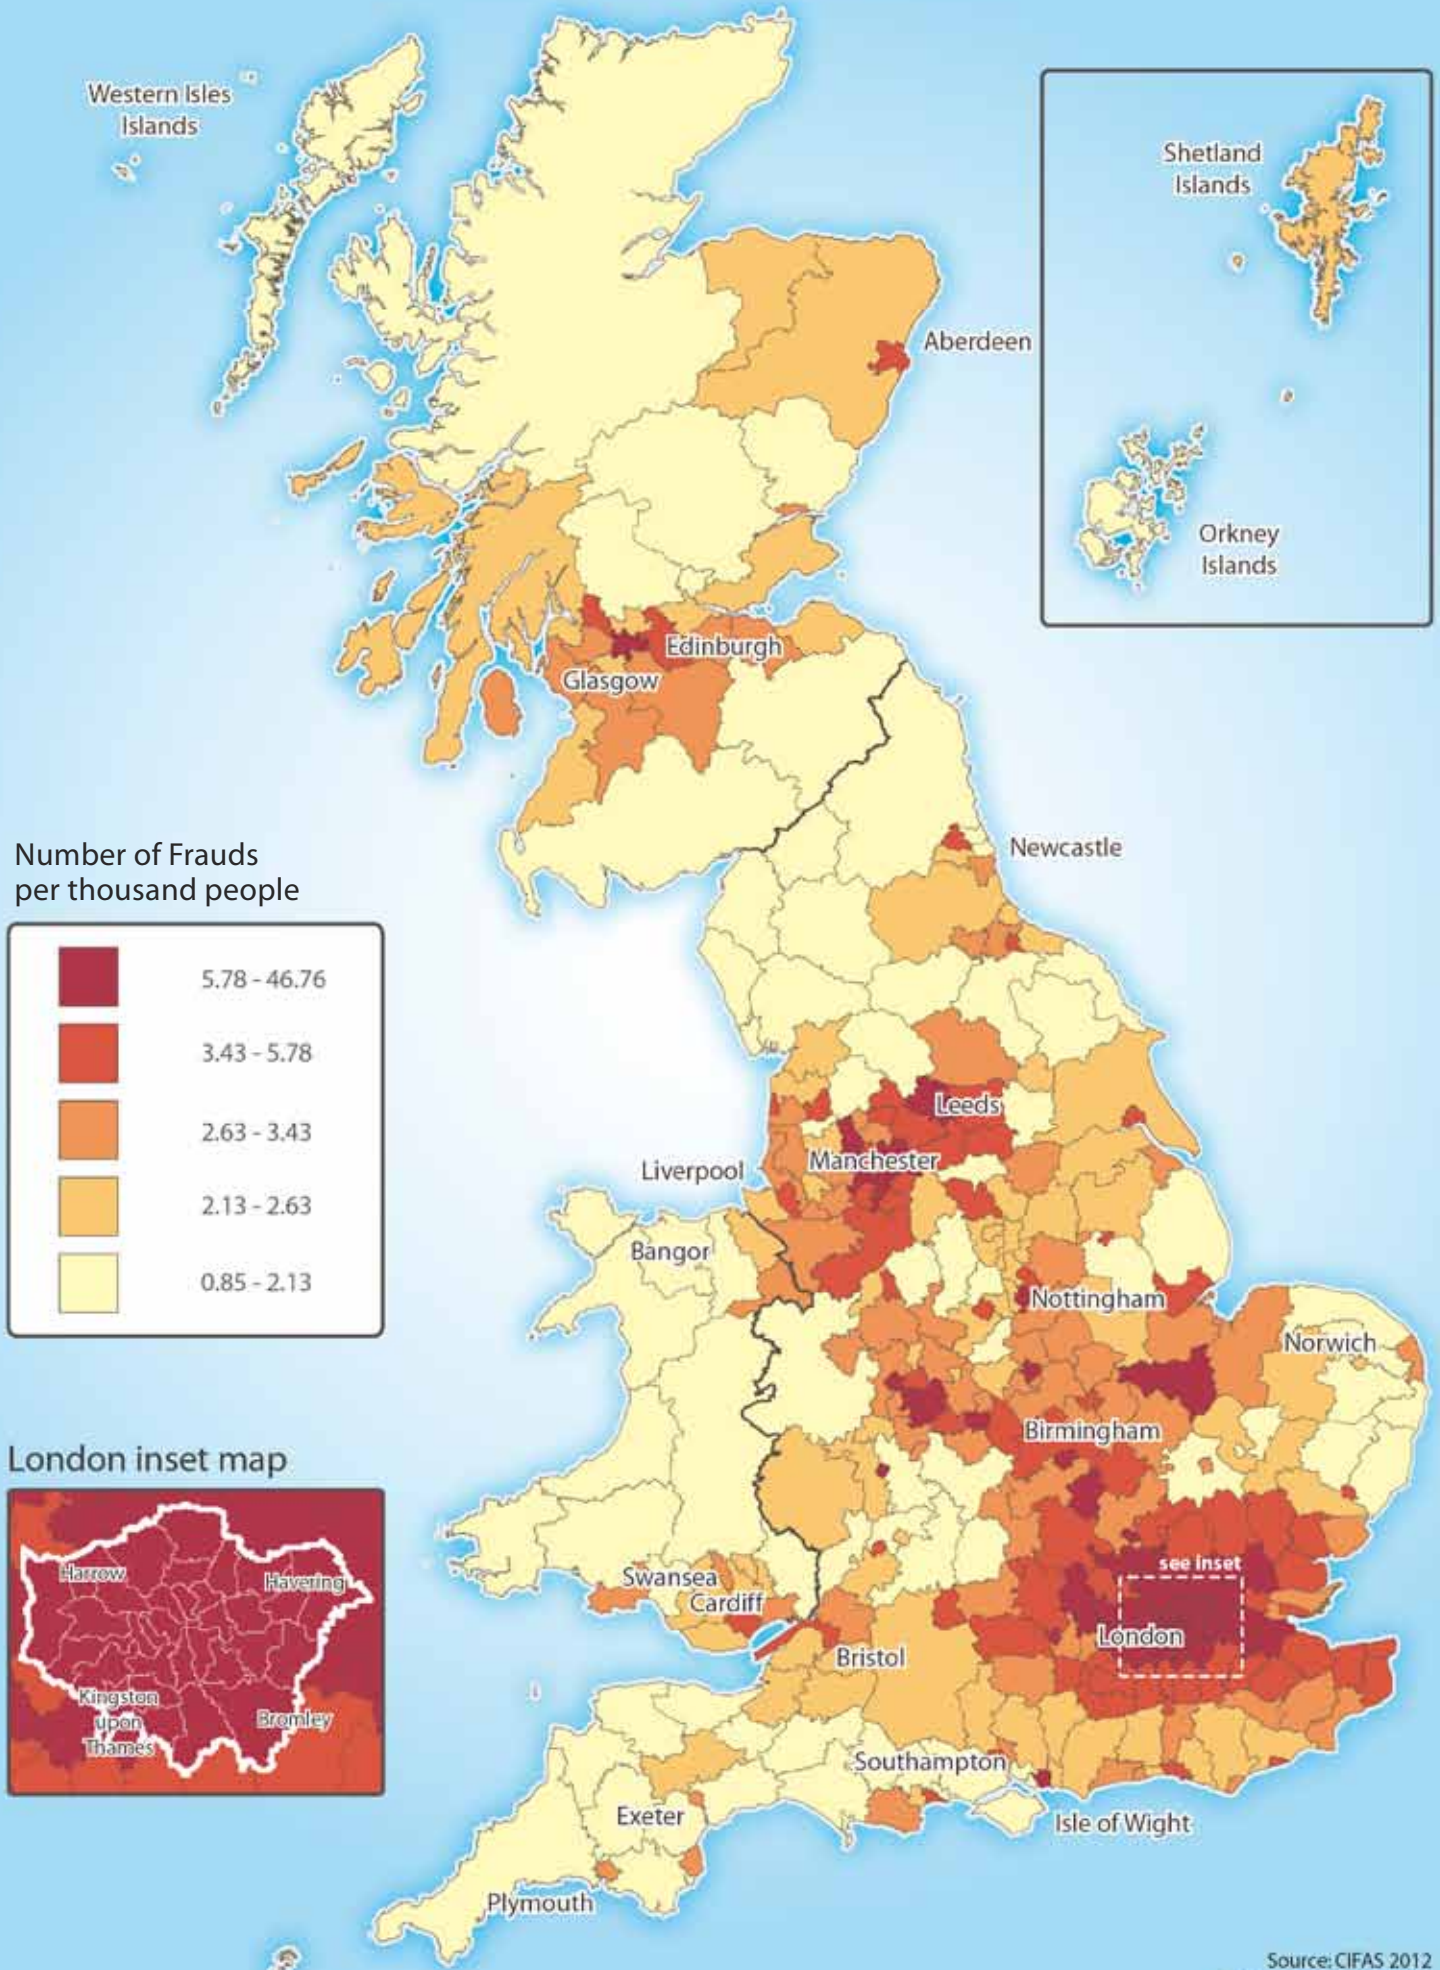 Western Isles
Islands
Shetland
Islands
Aberdeen
Orkney
Islands
Edinburgh
Glasgow
Number of Frauds
per thousand people
Newcastle
5.78 - 46.76
3.43 - 5.78
2.63 - 3.43
2.13 - 2.63
0.85 - 2.13
Leeds
Manchester
Liverpool
Bangor
Nottingham
Norwich
Birmingham
London inset map
Harrow
Havering
Kingston
upon
Thames
Bromley
see inset
Swansea
Cardiff
London
Bristol
Southampton
Exeter
Isle of Wight
Plymouth
Source: CIFAS 2012